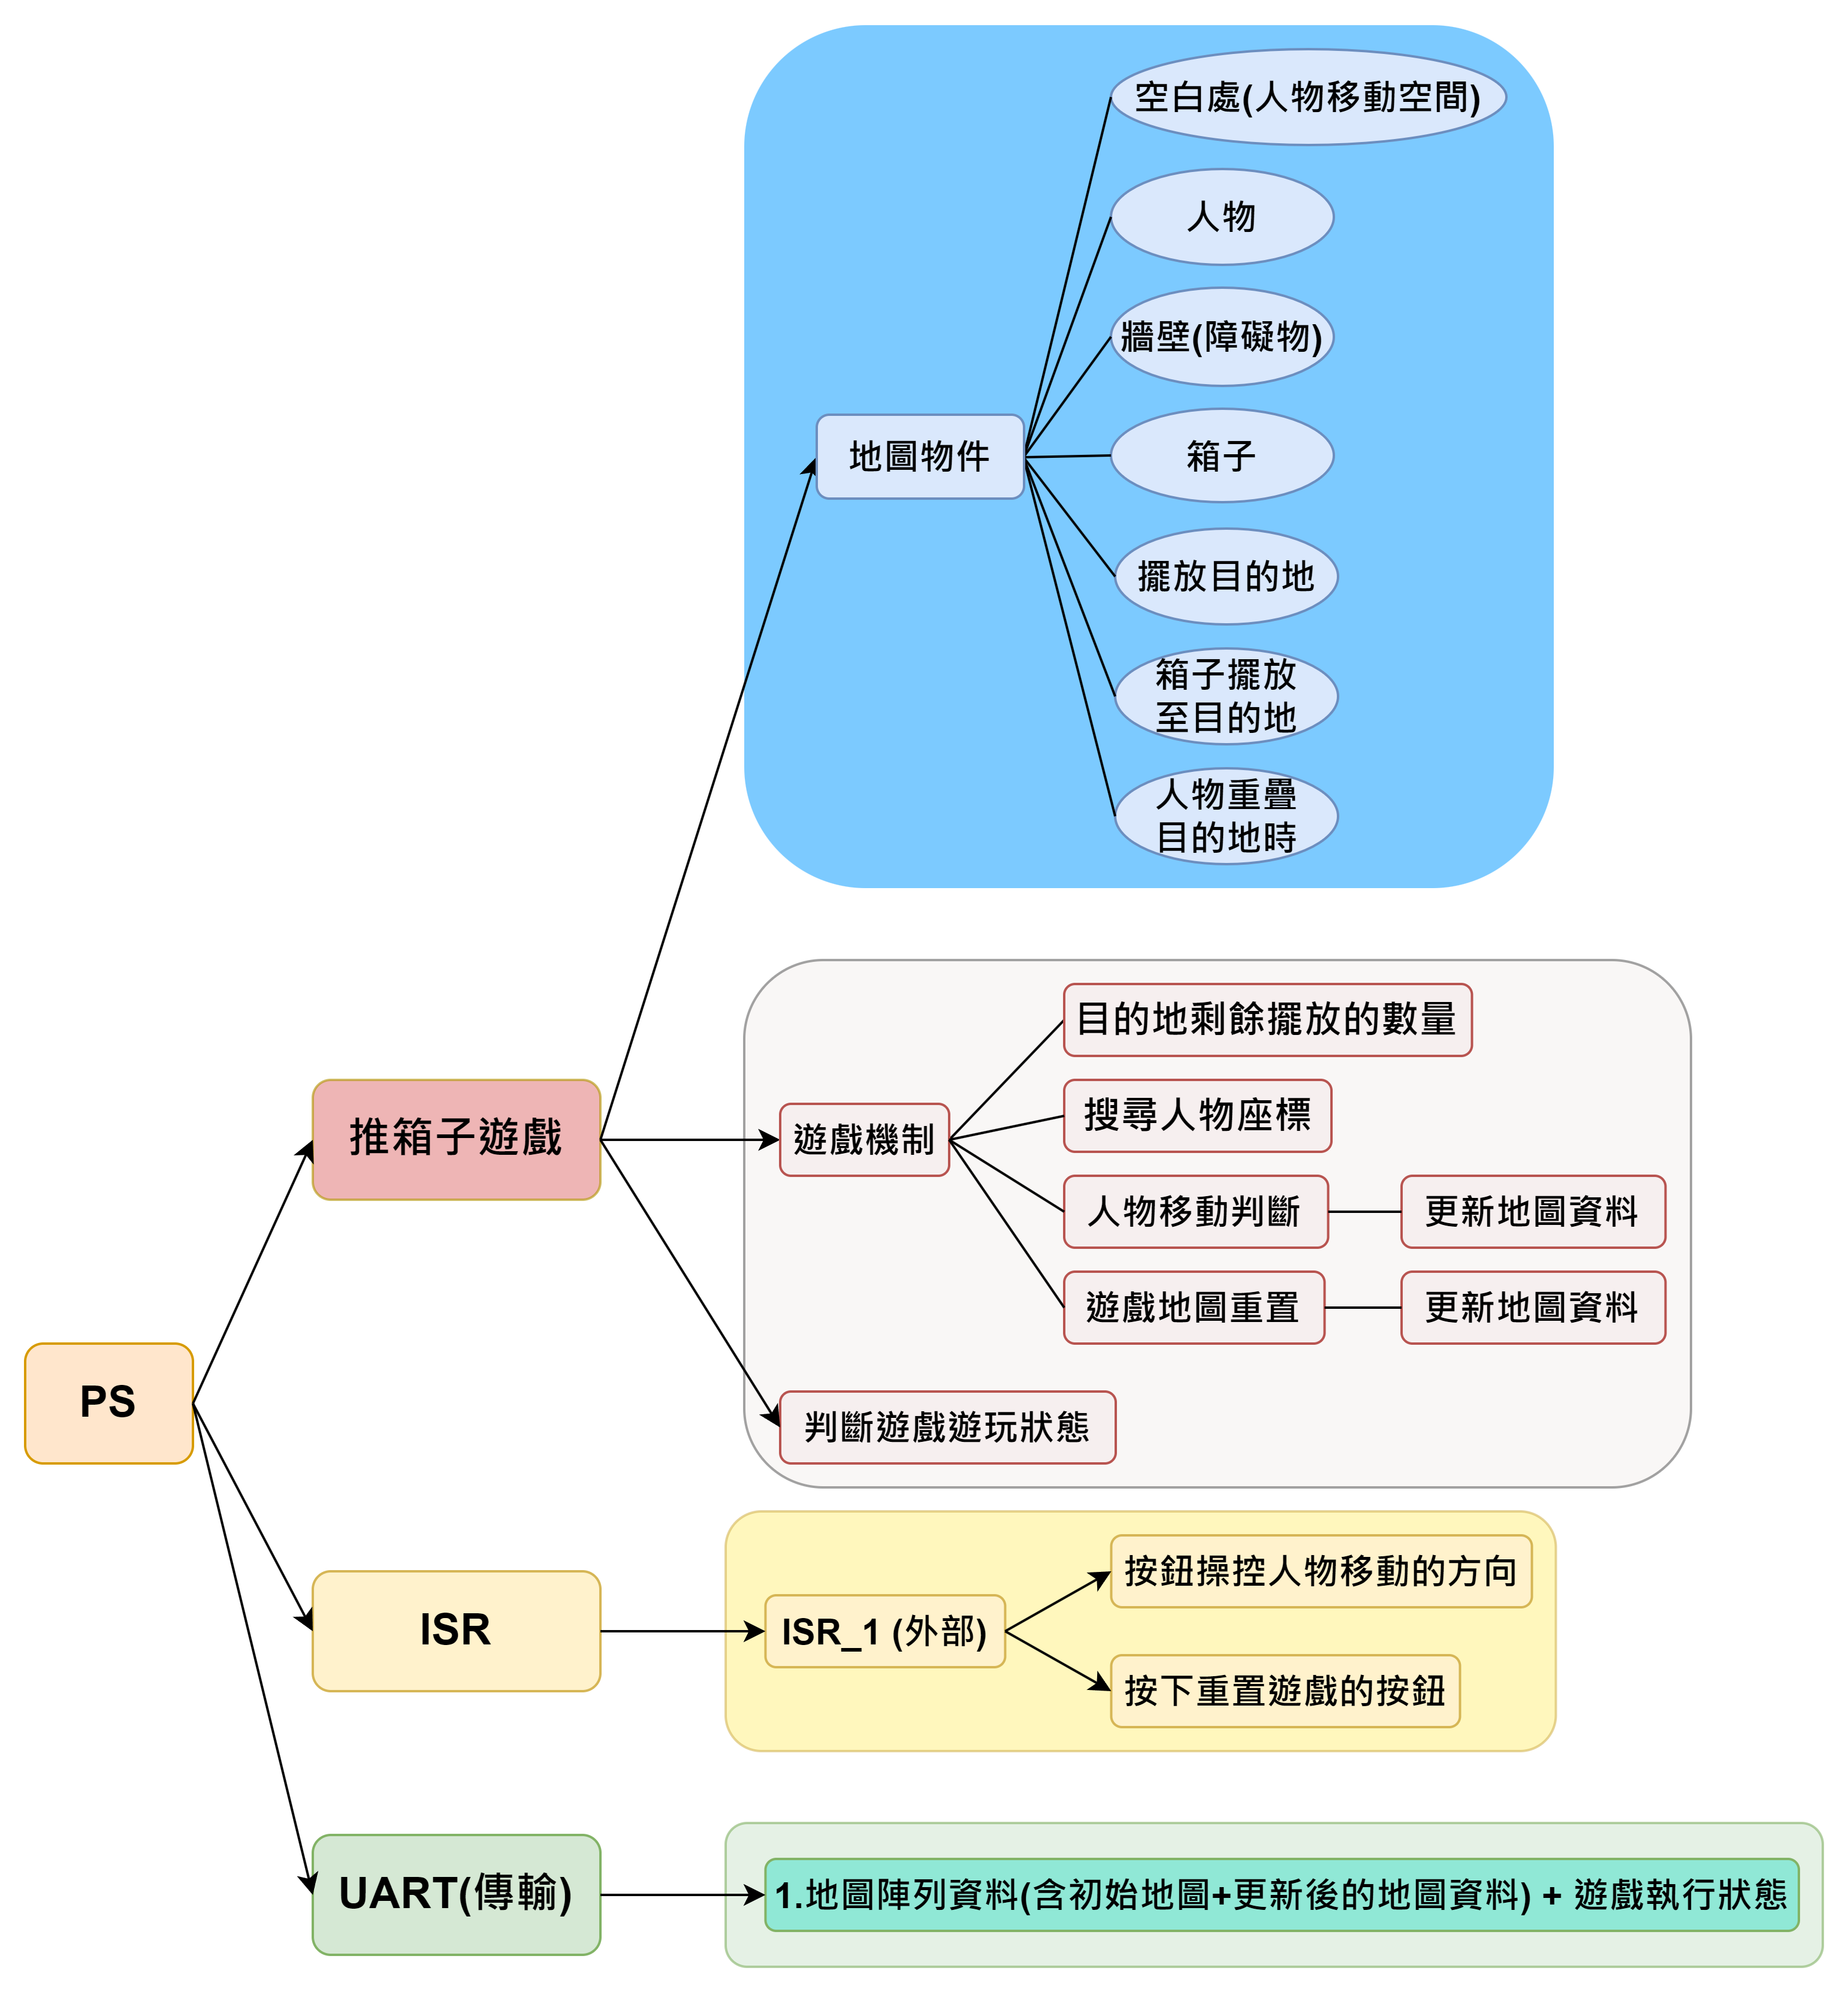 空白處(人物移動空間)
人物
牆壁(障礙物)
地圖物件
箱子
擺放目的地
箱子擺放
至目的地
人物重疊
目的地時
目的地剩餘擺放的數量
推箱子遊戲
遊戲機制
搜尋人物座標
人物移動判斷
更新地圖資料
遊戲地圖重置
更新地圖資料
PS
判斷遊戲遊玩狀態
按鈕操控人物移動的方向
ISR
ISR_1 (外部)
按下重置遊戲的按鈕
UART(傳輸)
1.地圖陣列資料(含初始地圖+更新後的地圖資料) + 遊戲執行狀態